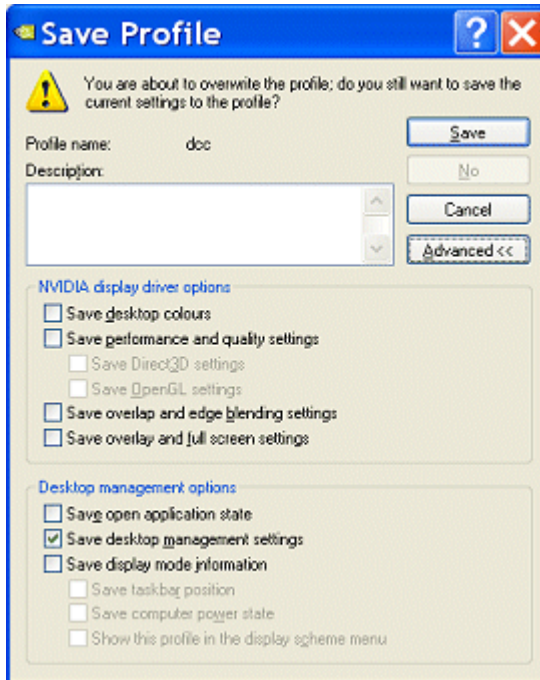 Save Profile
You are about to overwrite the profile; do you still want to save the
current settings to the profile?
Profile name: dcc
Save
Description:
No
Cancel
Advanced <<
NVIDIA display driver options
Save desktop colours
Save performance and quality settings
Save Direct3D settings
Save OpenGL settings
Save overlap and edge blending settings
Save overlay and full screen settings
Desktop management options
Save open application state
Save desktop management settings
Save display mode information
Save taskbar position
Save computer power state
Show this profile in the display scheme menu